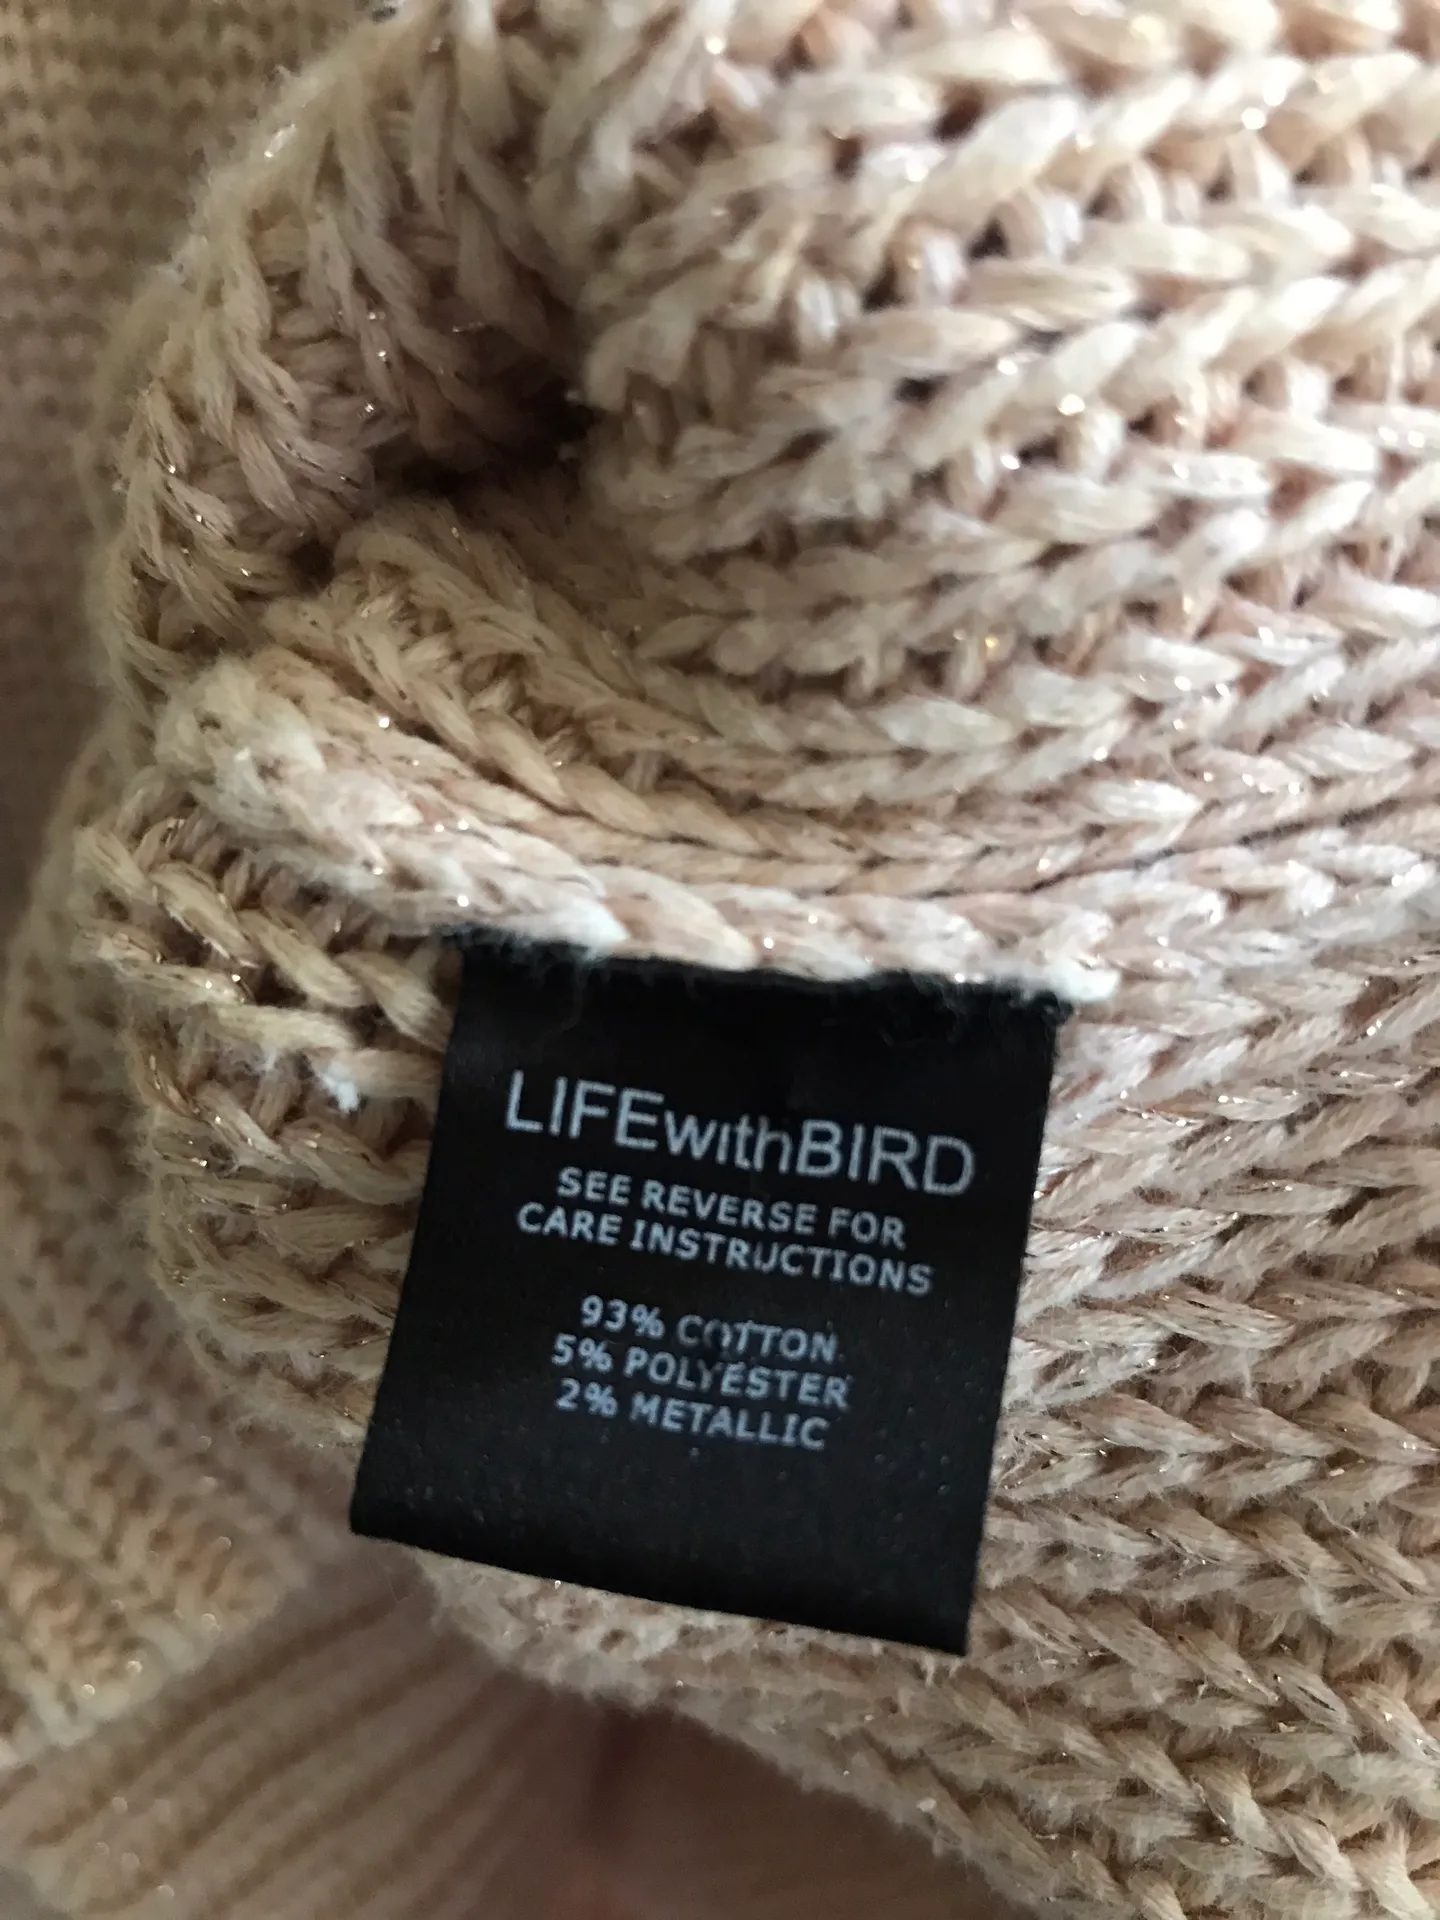 LIFEwithBIRD
SEE REVERSE FOR
CARE INSTRUCTIONS
93% COTTON
5% POLYESTER
2% METALLIC